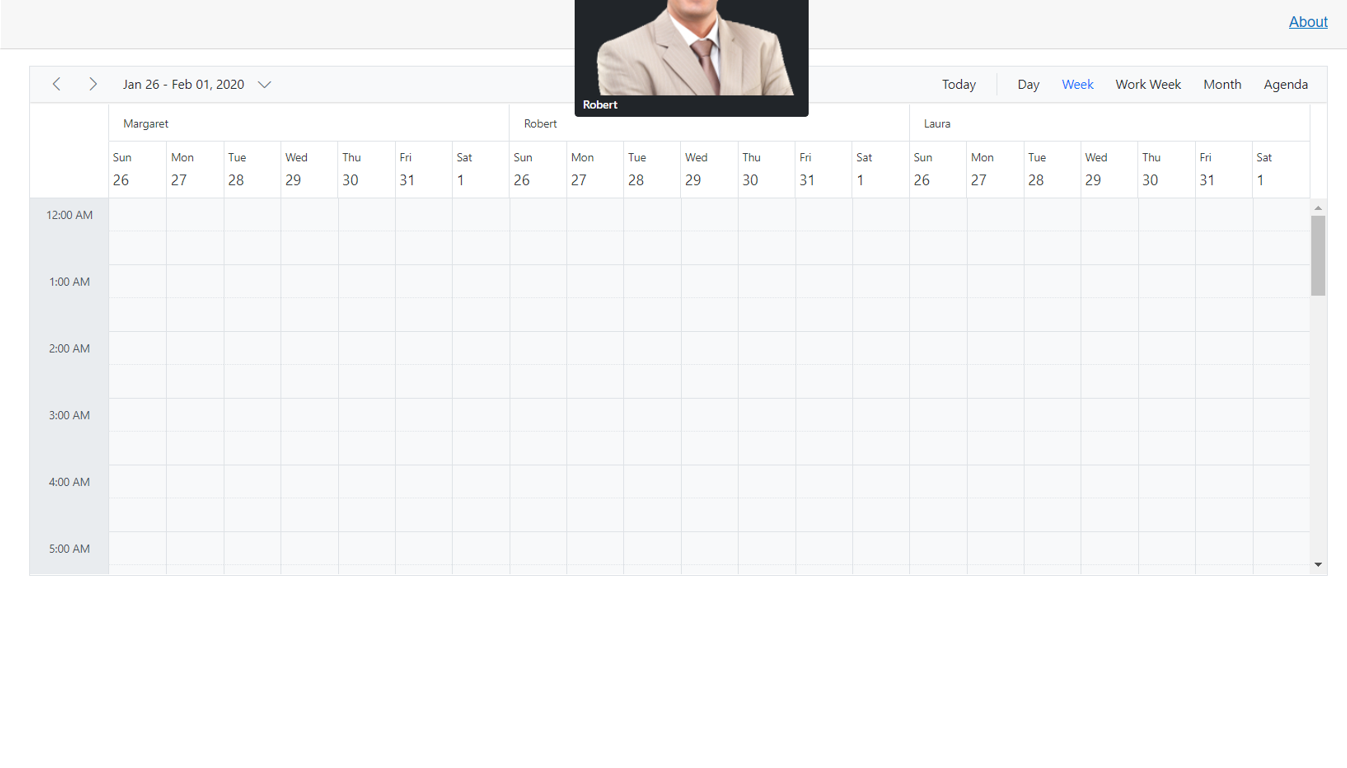 About
Jan 26 - Feb 01, 2020 Today Day Week Work Week Month Agenda
Robert
Margaret Robert Laura
Sun Mon Tue Wed Thu Fri Sat Sun Mon Tue Wed Thu Fri Sat Sun Mon Tue Wed Thu Fri Sat
26 27 28 29 30 31 1 26 27 28 29 30 31 1 26 27 28 29 30 31 1
12:00 AM
1:00 AM
2:00 AM
3:00 AM
4:00 AM
5:00 AM